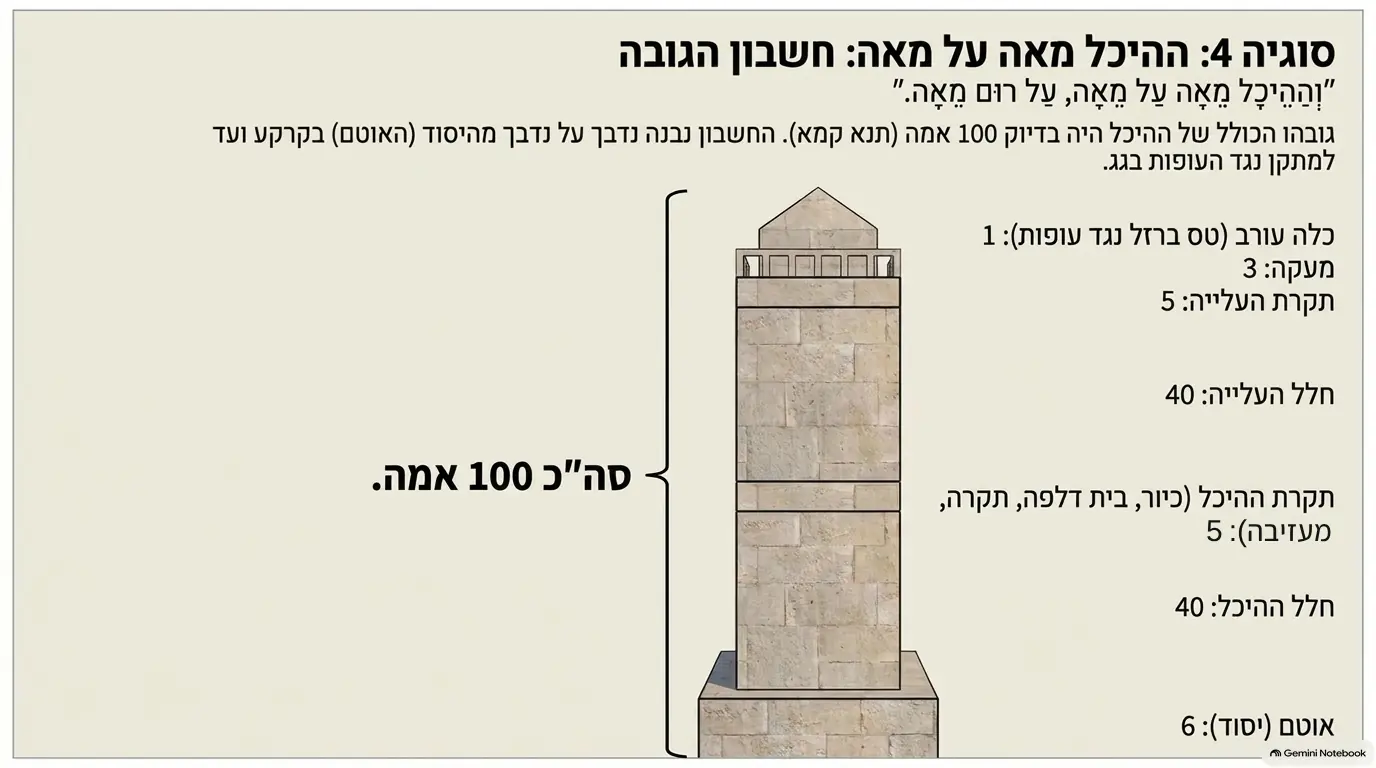 סוגיה 4: ההיכל מאה על מאה: חשבון הגובה
"וְהַהֵיכָל מֵאָה עַל מֵאָה, עַל רוּם מֵאָה."
גובהו הכולל של ההיכל היה בדיוק 100 אמה (תנא קמא). החשבון נבנה נדבך על נדבך מהיסוד (האוטם) בקרקע ועד
למתקן נגד העופות בגג.
כלה עורב (טס ברזל נגד עופות): 1
מעקה: 3
תקרת העלייה: 5
חלל העלייה: 40
סה"כ 100 אמה.
תקרת ההיכל (כיור, בית דלפה, תקרה,
מעזיבה): 5
חלל ההיכל: 40
אוטם (יסוד): 6
Gemini Notebook